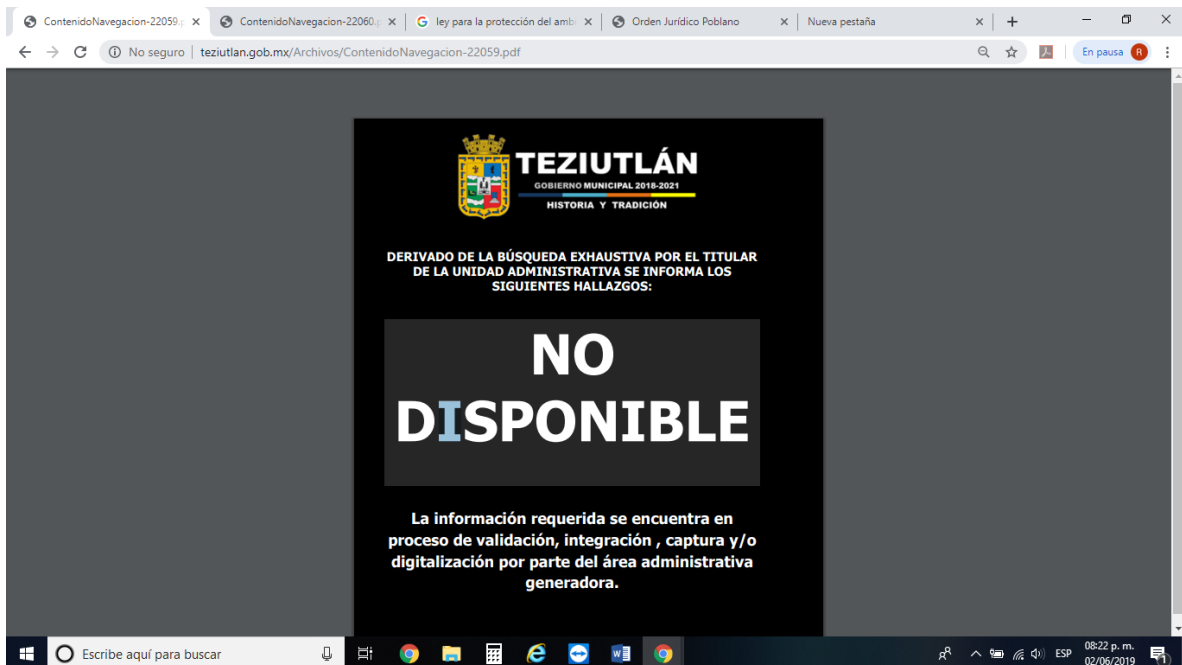 ContenidoNavegacion-22059.p
ContenidoNavegacion-22060.p
ley para la protección del ambi
Orden Jurídico Poblano
Nueva pestaña
No seguro | teziutlan.gob.mx/Archivos/ContenidoNavegacion-22059.pdf
En pausa R
TEZIUTLÁN
GOBIERNO MUNICIPAL 2018-2021
HISTORIA Y TRADICIÓN
DERIVADO DE LA BÚSQUEDA EXHAUSTIVA POR EL TITULAR
DE LA UNIDAD ADMINISTRATIVA SE INFORMA LOS
SIGUIENTES HALLAZGOS:
NO
DISPONIBLE
La información requerida se encuentra en
proceso de validación, integración , captura y/o
digitalización por parte del área administrativa
generadora.
Escribe aquí para buscar
ESP
08:22 p. m.
02/06/2019